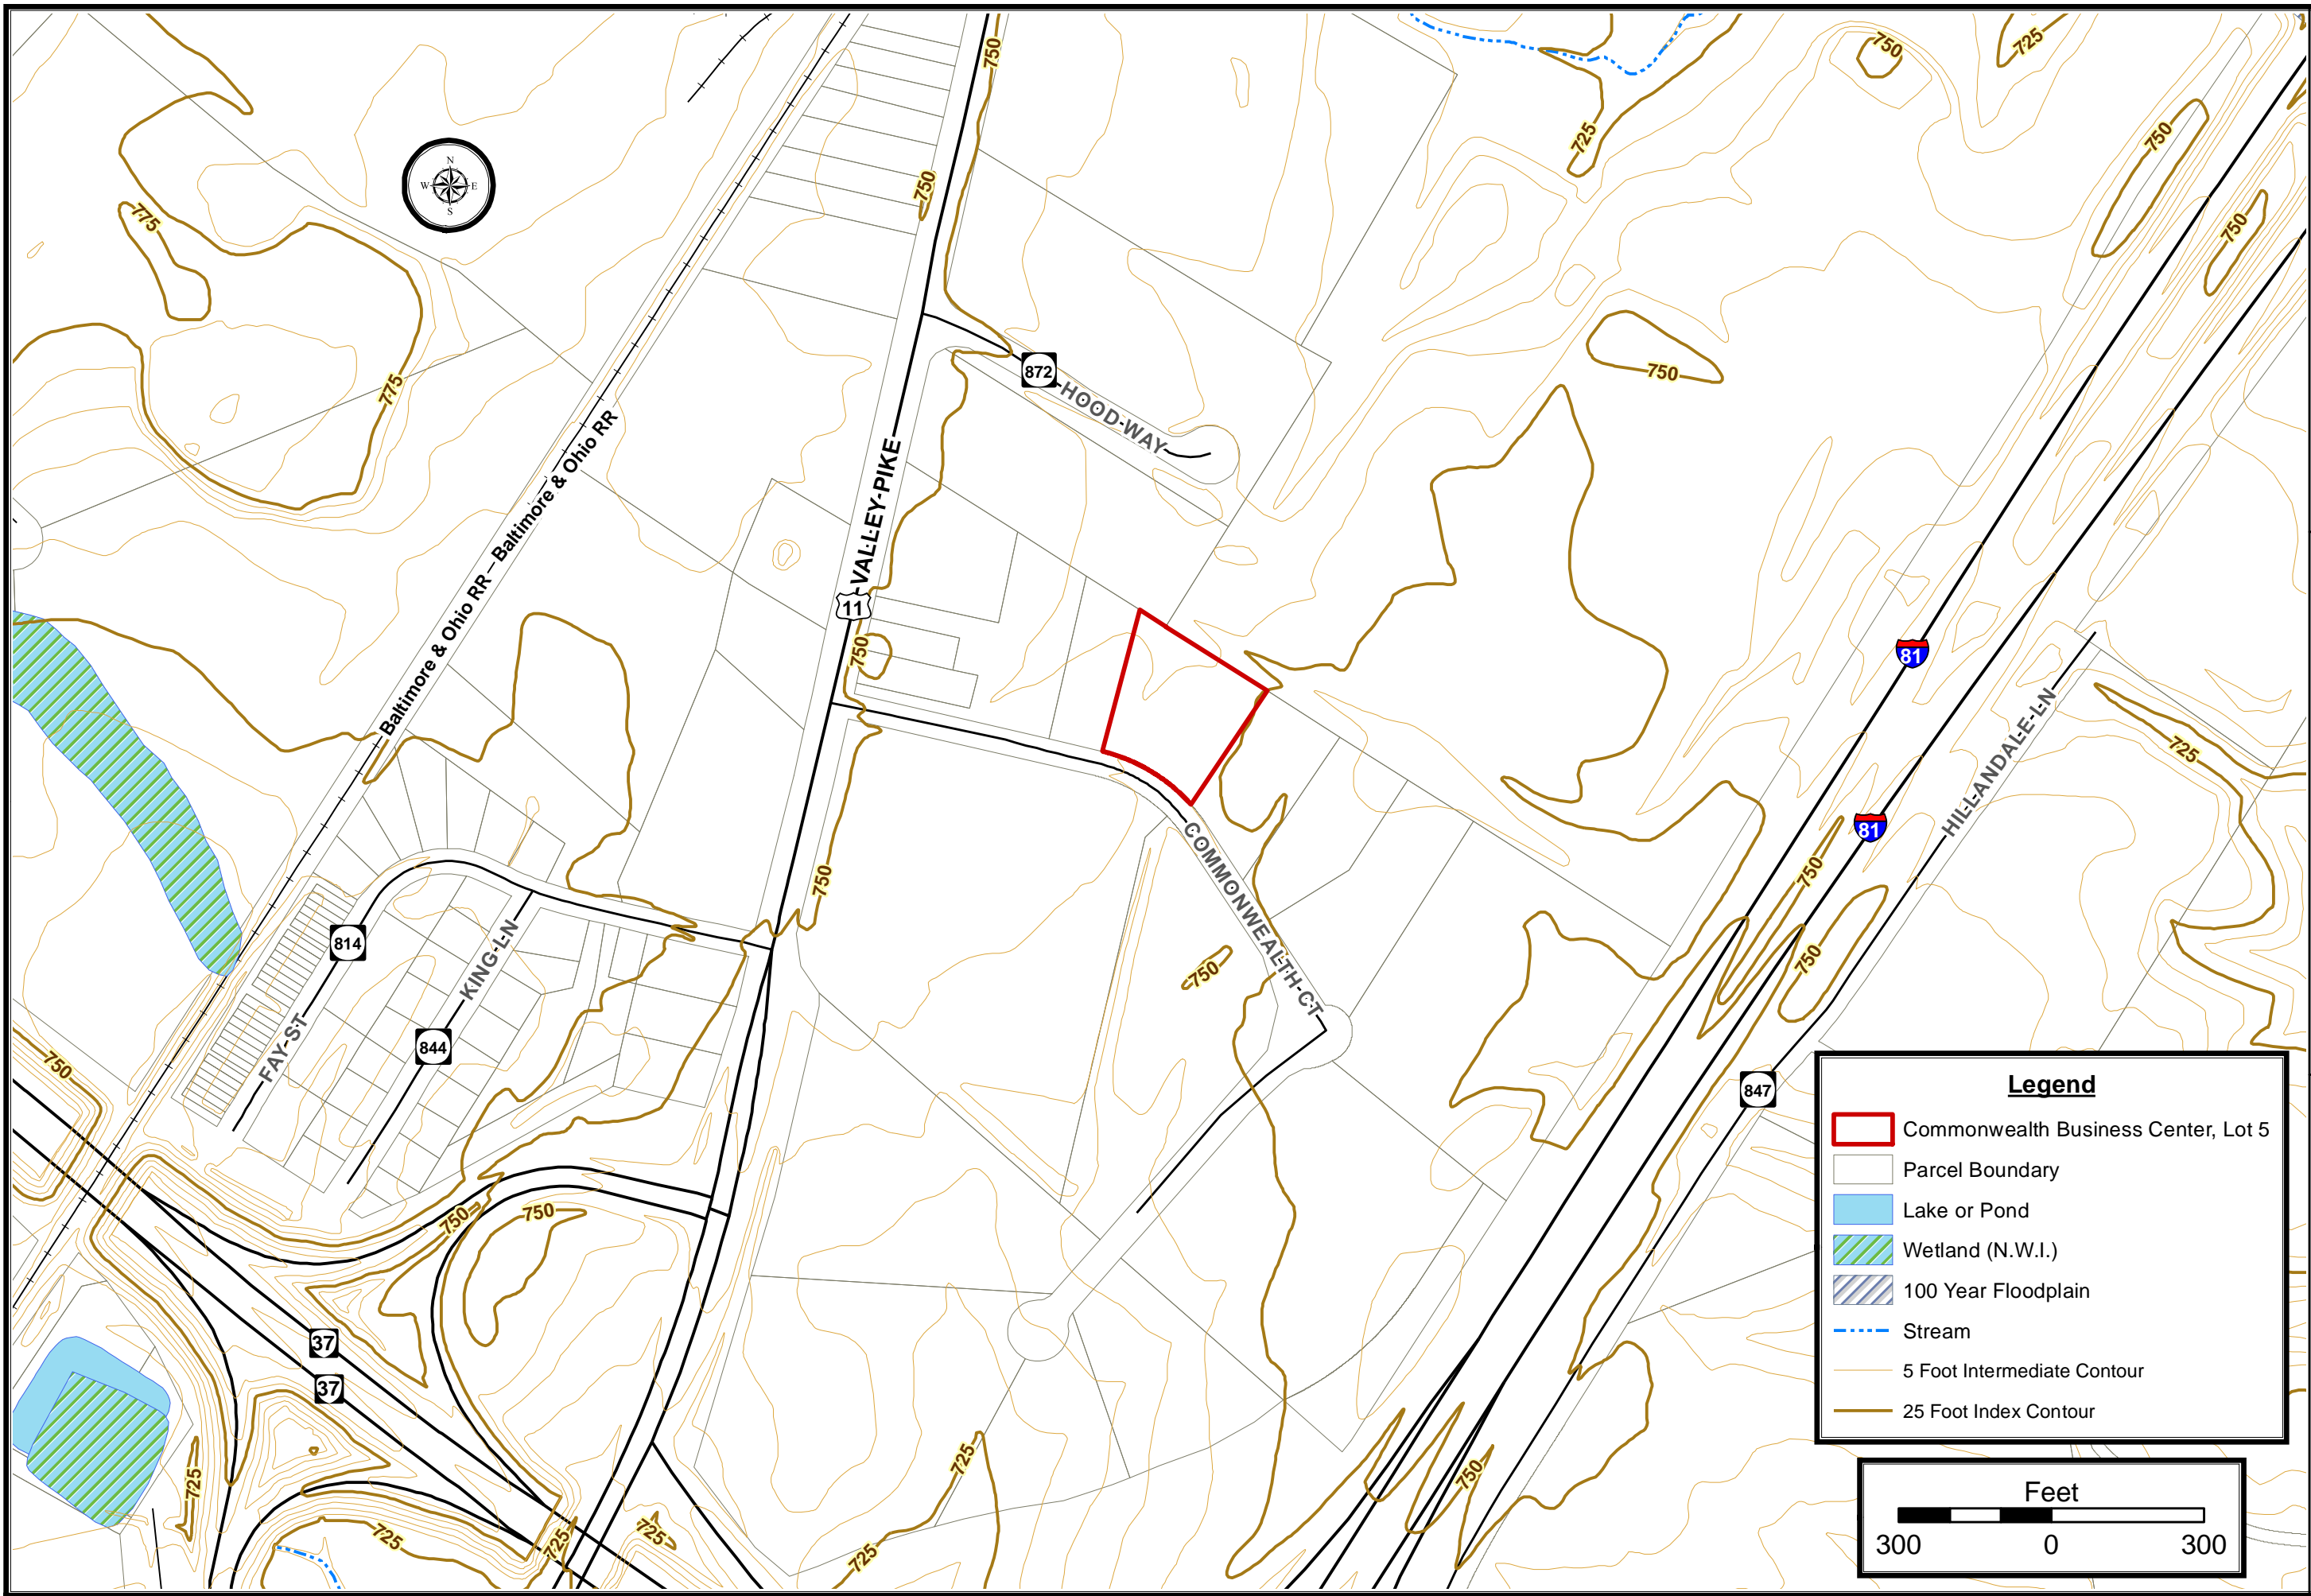 750
750
725
750
750
N
W E
S
725
750
775
750
872
HOOD WAY
775
750
Baltimore & Ohio RR
Baltimore & Ohio RR
VALLEY PIKE
11
750
81
HILLANDALE LN
725
81
750
COMMONWEALTH CT
750
750
750
814
KING LN
FAY ST
844
750
847
750
750
37
37
725
725
725
725
725
725
750
Legend
Commonwealth Business Center, Lot 5
Parcel Boundary
Lake or Pond
Wetland (N.W.I.)
100 Year Floodplain
Stream
5 Foot Intermediate Contour
25 Foot Index Contour
Feet
300 0 300